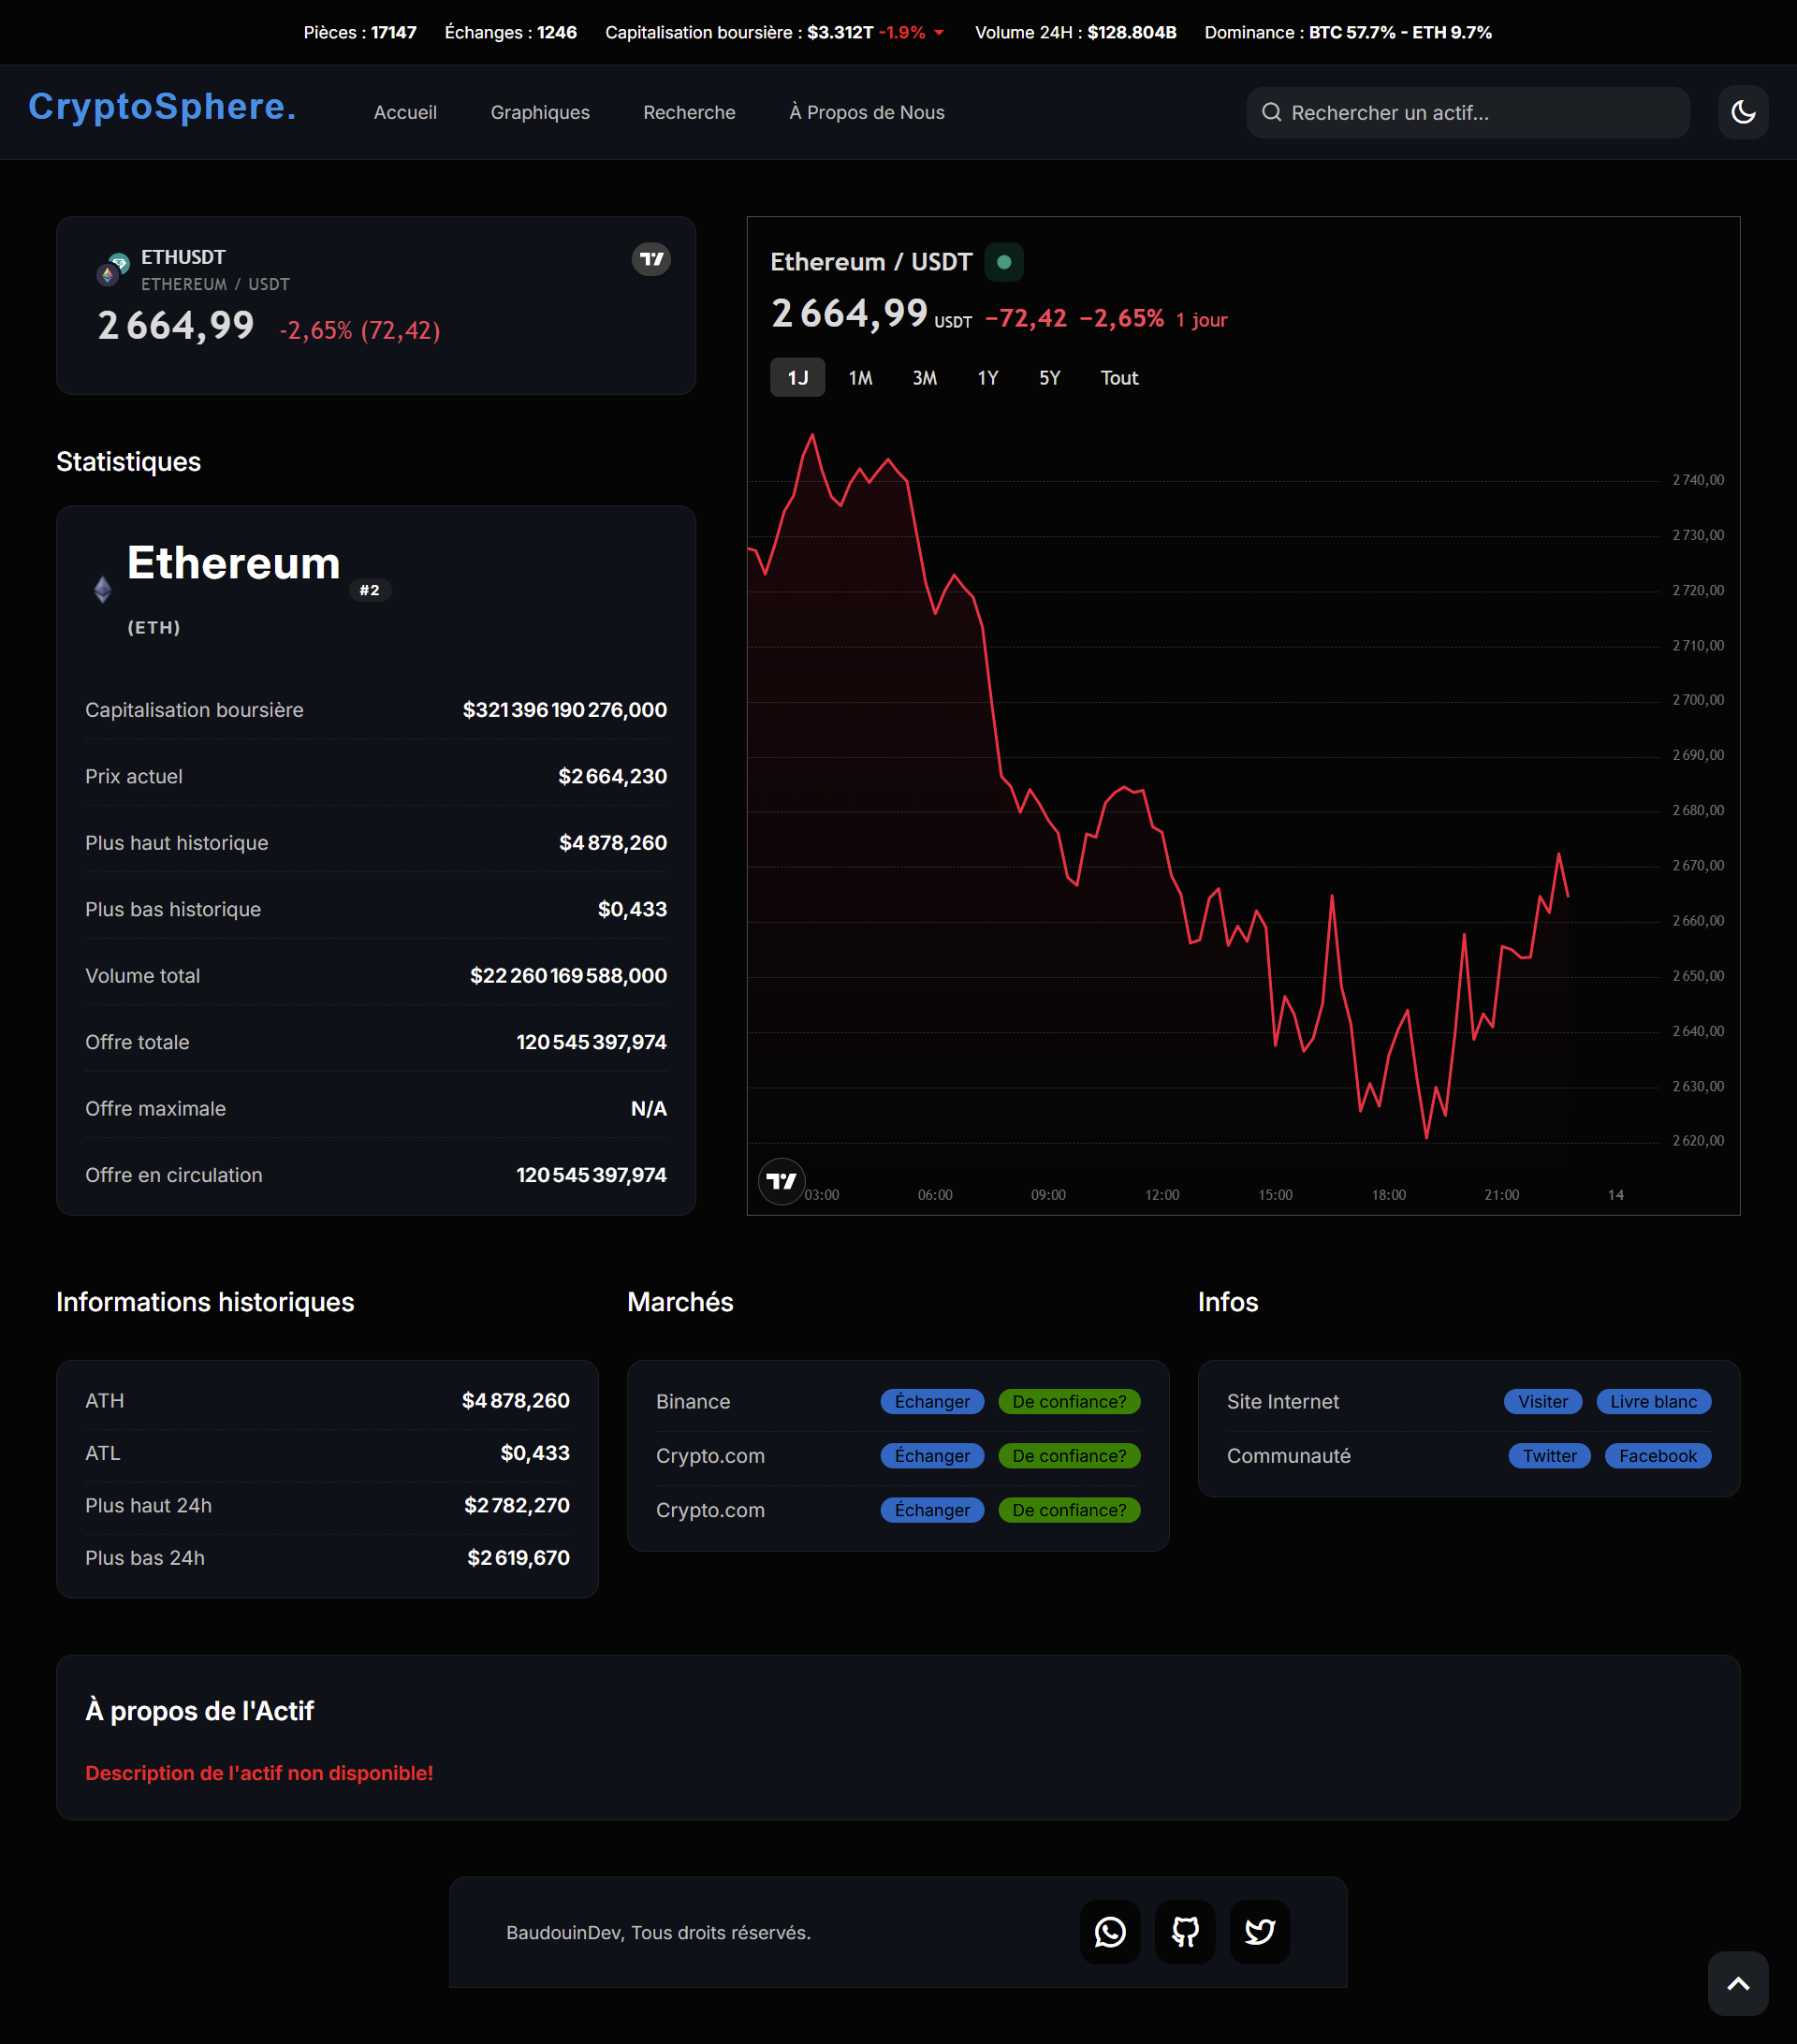 Pièces : 17147 Échanges : 1246 Capitalisation boursière : $3.312T -1.9% Volume 24H : $128.804B Dominance : BTC 57.7% - ETH 9.7%
CryptoSphere. Accueil Graphiques Recherche À Propos de Nous Rechercher un actif...
ETHUSDT
ETHEREUM / USDT
2 664,99 -2,65% (72,42)
Statistiques
Ethereum #2
(ETH)
Capitalisation boursière $321 396 190 276,000
Prix actuel $2 664,230
Plus haut historique $4 878,260
Plus bas historique $0,433
Volume total $22 260 169 588,000
Offre totale 120 545 397,974
Offre maximale N/A
Offre en circulation 120 545 397,974
Ethereum / USDT
2 664,99 USDT −72,42 −2,65% 1 jour
1J 1M 3M 1Y 5Y Tout
2 740,00
2 730,00
2 720,00
2 710,00
2 700,00
2 690,00
2 680,00
2 670,00
2 660,00
2 650,00
2 640,00
2 630,00
2 620,00
03:00 06:00 09:00 12:00 15:00 18:00 21:00 14
Informations historiques
ATH $4 878,260
ATL $0,433
Plus haut 24h $2 782,270
Plus bas 24h $2 619,670
Marchés
Binance Échanger De confiance?
Crypto.com Échanger De confiance?
Crypto.com Échanger De confiance?
Infos
Site Internet Visiter Livre blanc
Communauté Twitter Facebook
À propos de l'Actif
Description de l'actif non disponible!
BaudouinDev, Tous droits réservés.